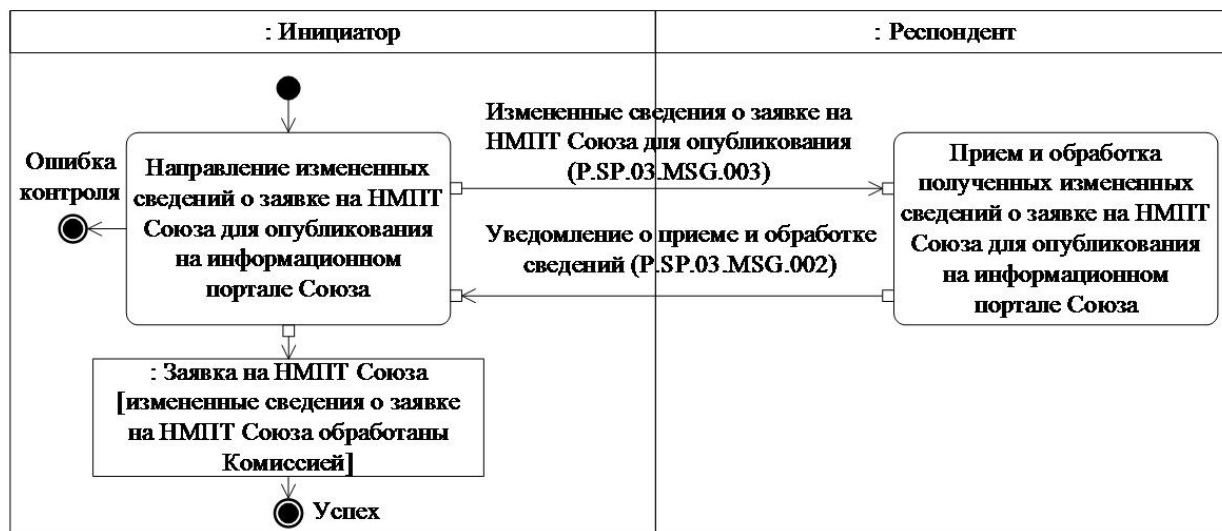 : Инициатор
: Респондент
Ошибка
контроля
Направление измененных
сведений о заявке на НМПТ
Союза для опубликования
на информационном
портале Союза
Измененные сведения о заявке на
НМПТ Союза для опубликования
(P.SP.03.MSG.003)
Уведомление о приеме и обработке
сведений (P.SP.03.MSG.002)
Прием и обработка
полученных измененных
сведений о заявке на НМПТ
Союза для опубликования
на информационном
портале Союза
: Заявка на НМПТ Союза
[измененные сведения о заявке
на НМПТ Союза обработаны
Комиссией]
Успех